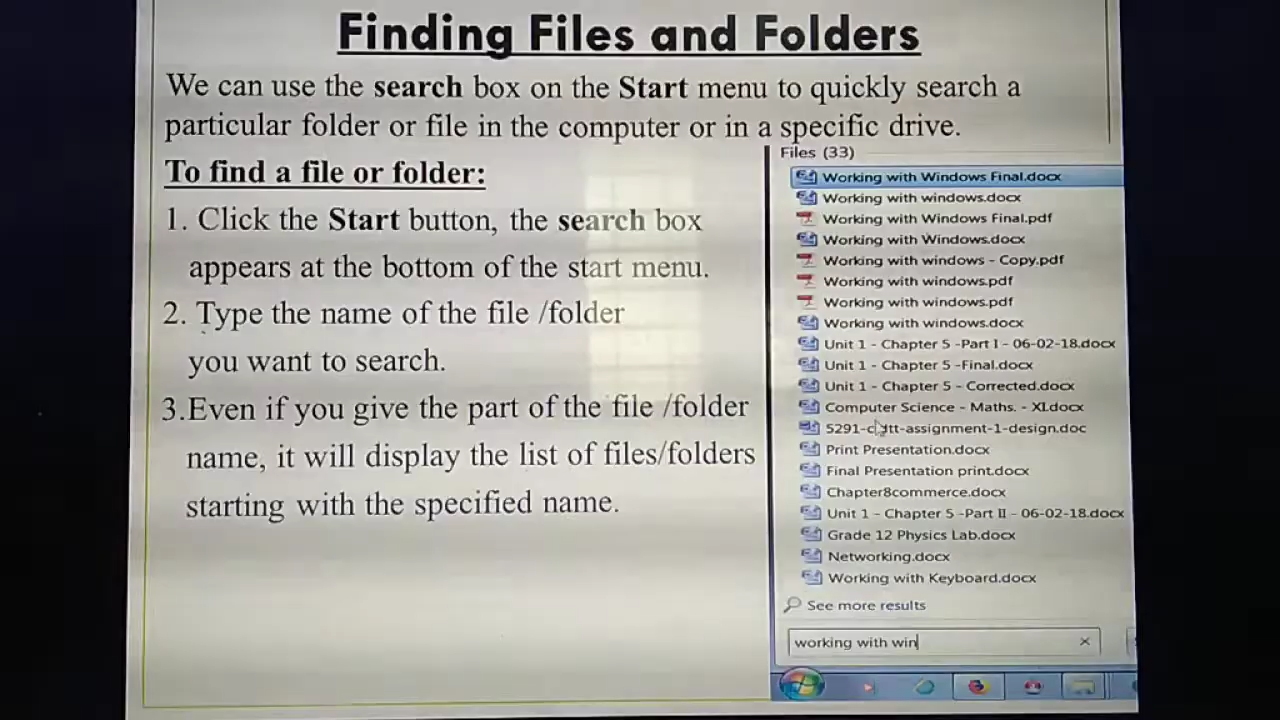 Finding Files and Folders
We can use the search box on the Start menu to quickly search a
particular folder or file in the computer or in a specific drive.
To find a file or folder:
1. Click the Start button, the search box
appears at the bottom of the start menu.
2. Type the name of the file /folder
you want to search.
3.Even if you give the part of the file /folder
name, it will display the list of files/folders
starting with the specified name.
Files (33)
Working with Windows Final.docx
Working with windows.docx
Working with Windows Final.pdf
Working with Windows.docx
Working with windows - Copy.pdf
Working with windows.pdf
Working with windows.pdf
Working with windows.docx
Unit 1 - Chapter 5 -Part I - 06-02-18.docx
Unit 1 - Chapter 5 -Final.docx
Unit 1 - Chapter 5 - Corrected.docx
Computer Science - Maths. - XI.docx
Print Presentation.docx
Final Presentation print.docx
Chapter8commerce.docx
Unit 1 - Chapter 5 -Part II - 06-02-18.docx
Grade 12 Physics Lab.docx
Networking.docx
Working with Keyboard.docx
See more results
working with win